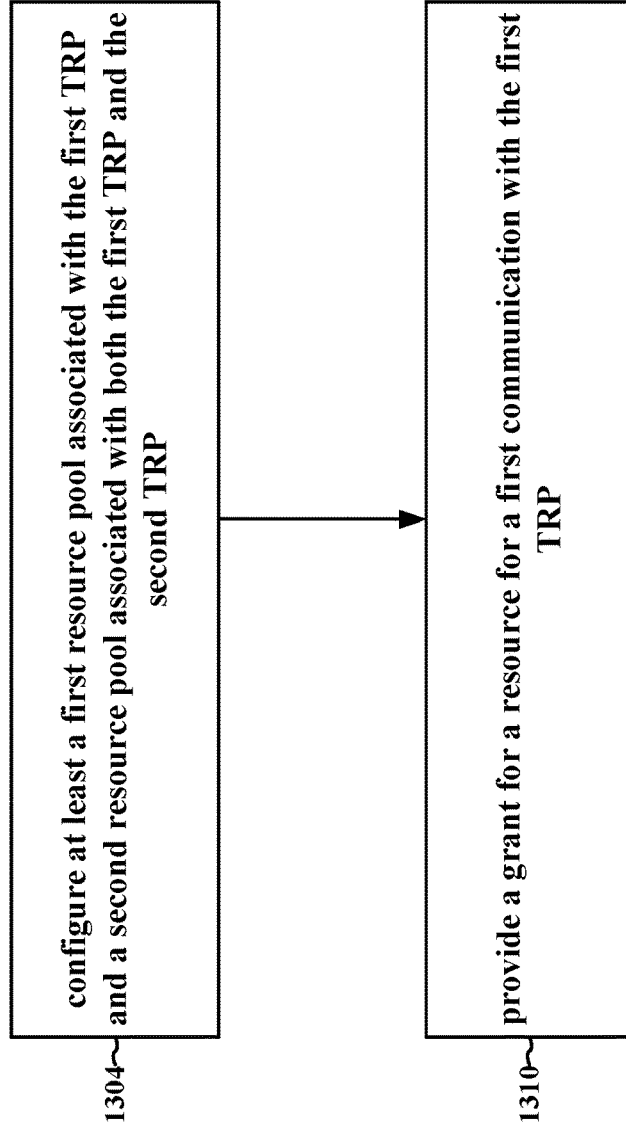 1304
configure at least a first resource pool associated with the first TRP
and a second resource pool associated with both the first TRP and the
second TRP
1310
provide a grant for a resource for a first communication with the first
TRP